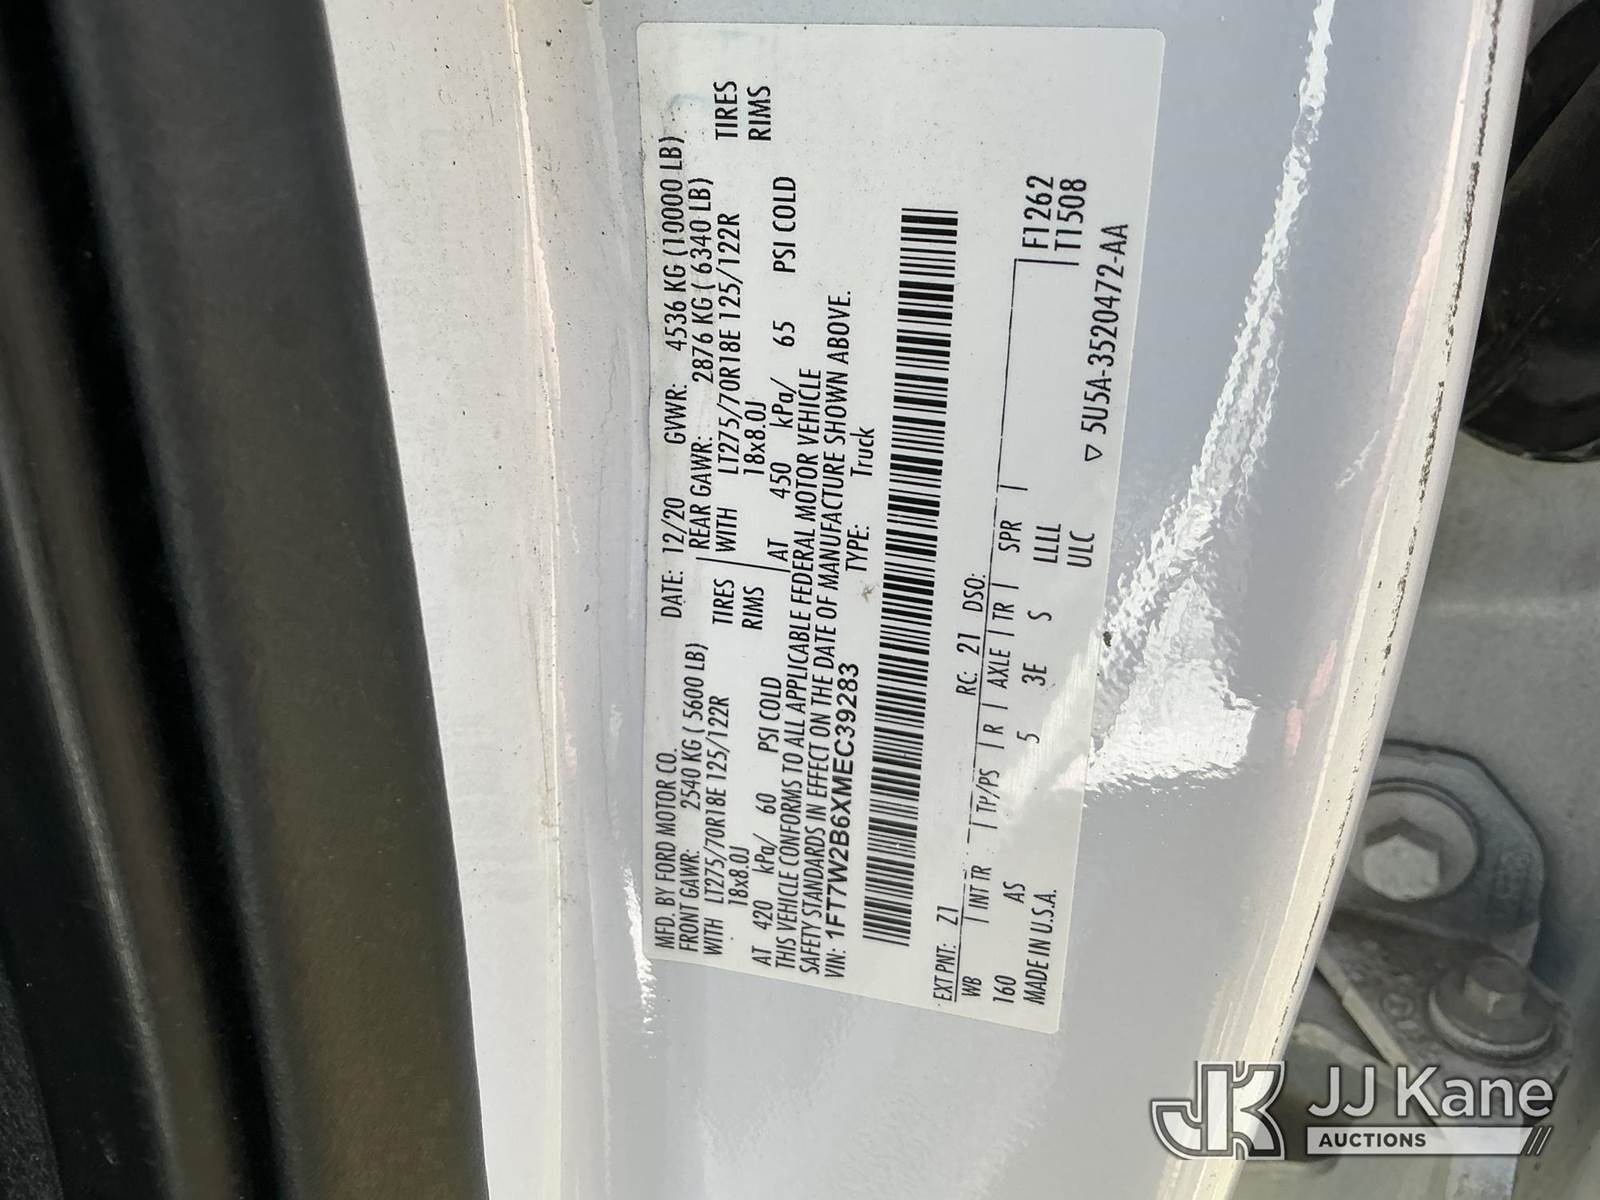 MFD. BY FORD MOTOR CO.
DATE: 12/20 GVWR: 4536 KG (10000 LB)
FRONT GAWR: 2540 KG ( 5600 LB)
REAR GAWR: 2876 KG ( 6340 LB)
WITH LT275/70R18E 125/122R TIRES
WITH LT275/70R18E 125/122R TIRES
18x8.0J RIMS
18x8.0J RIMS
AT 420 kPa/ 60 PSI COLD
AT 450 kPa/ 65 PSI COLD
THIS VEHICLE CONFORMS TO ALL APPLICABLE FEDERAL MOTOR VEHICLE
SAFETY STANDARDS IN EFFECT ON THE DATE OF MANUFACTURE SHOWN ABOVE.
VIN: 1FT7W2B6XMEC39283 TYPE: Truck
EXT PNT: Z1 RC: 21 DSO:
WB INT TR TP/PS R AXLE TR SPR F1262
160 AS 5 3E S LLLL T1508
MADE IN U.S.A. ULC
▽ 5U5A-3520472-AA
JJ Kane
AUCTIONS